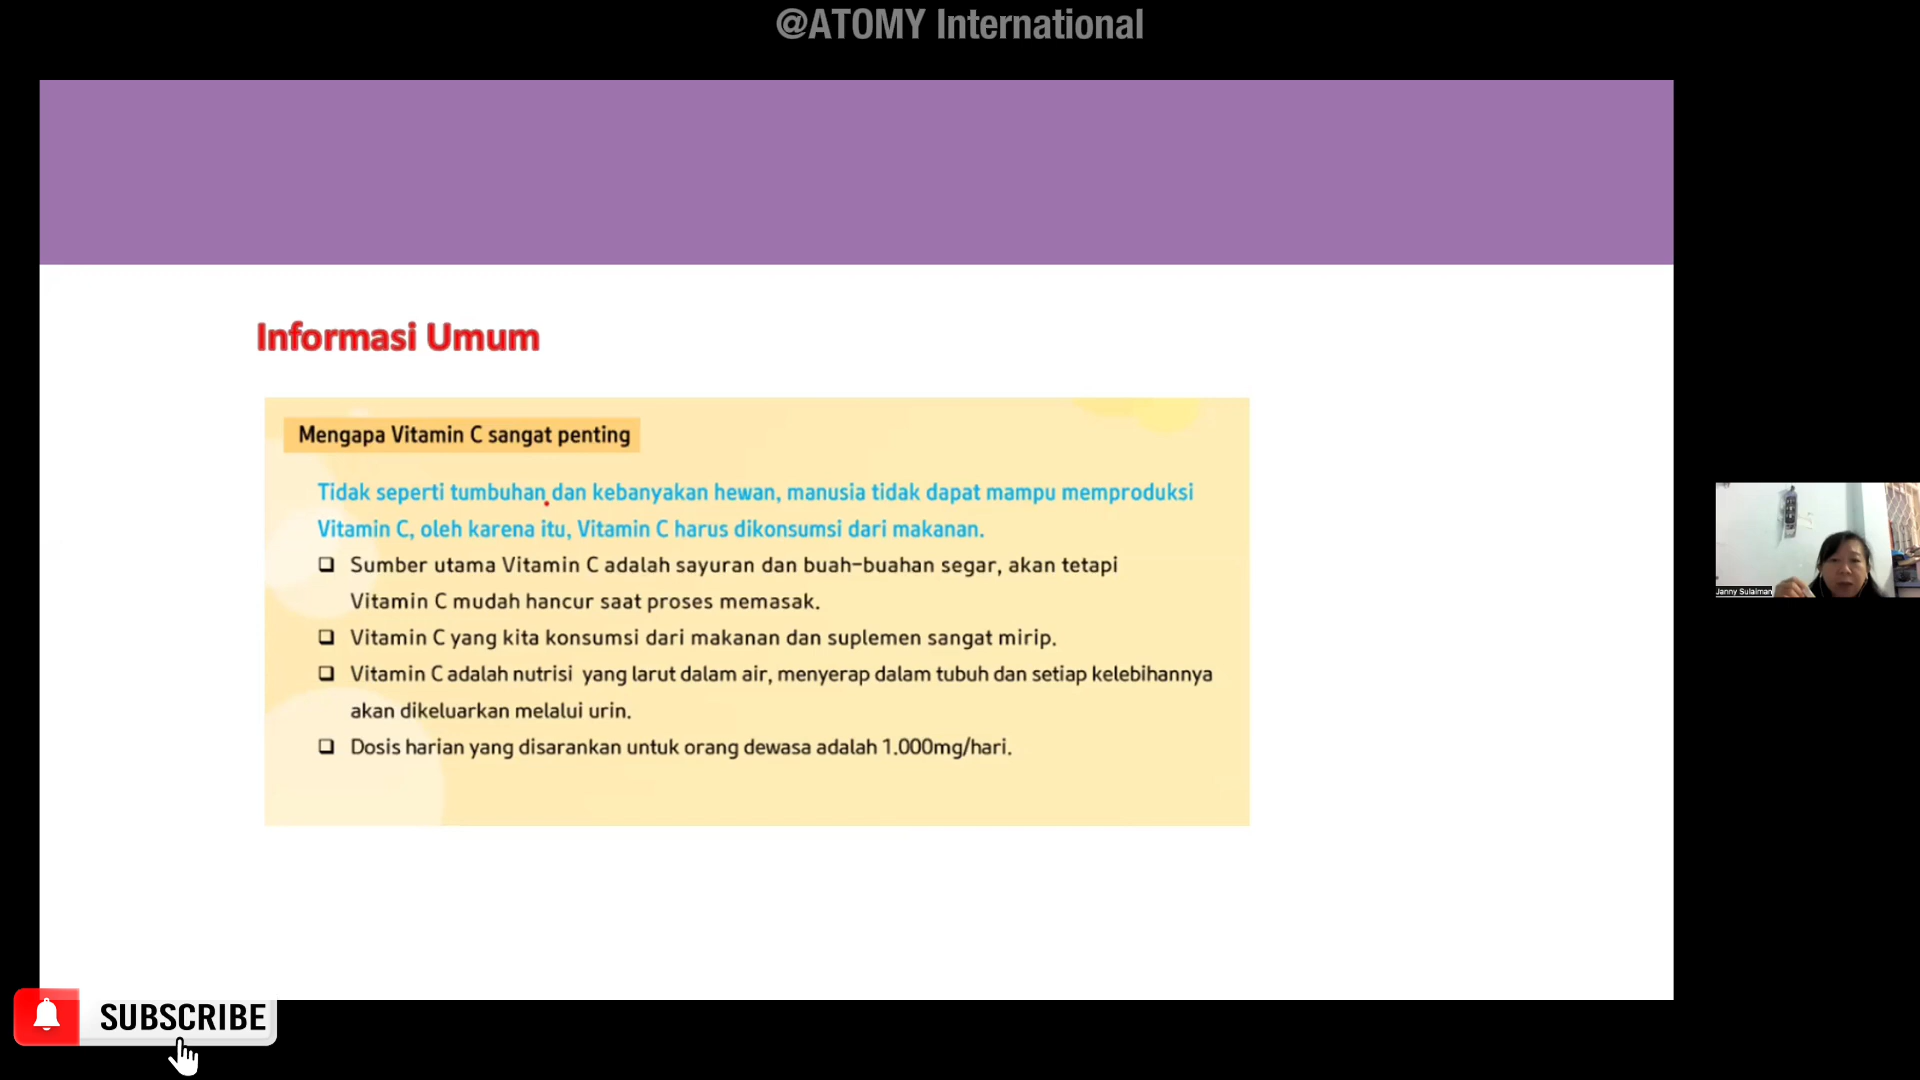 @ATOMY International
Informasi Umum
Mengapa Vitamin C sangat penting
Tidak seperti tumbuhan dan kebanyakan hewan, manusia tidak dapat mampu memproduksi
Vitamin C, oleh karena itu, Vitamin C harus dikonsumsi dari makanan.
❑ Sumber utama Vitamin C adalah sayuran dan buah-buahan segar, akan tetapi
Vitamin C mudah hancur saat proses memasak.
❑ Vitamin C yang kita konsumsi dari makanan dan suplemen sangat mirip.
❑ Vitamin C adalah nutrisi yang larut dalam air, menyerap dalam tubuh dan setiap kelebihannya
akan dikeluarkan melalui urin.
❑ Dosis harian yang disarankan untuk orang dewasa adalah 1.000mg/hari.
Janny Sulaiman
SUBSCRIBE